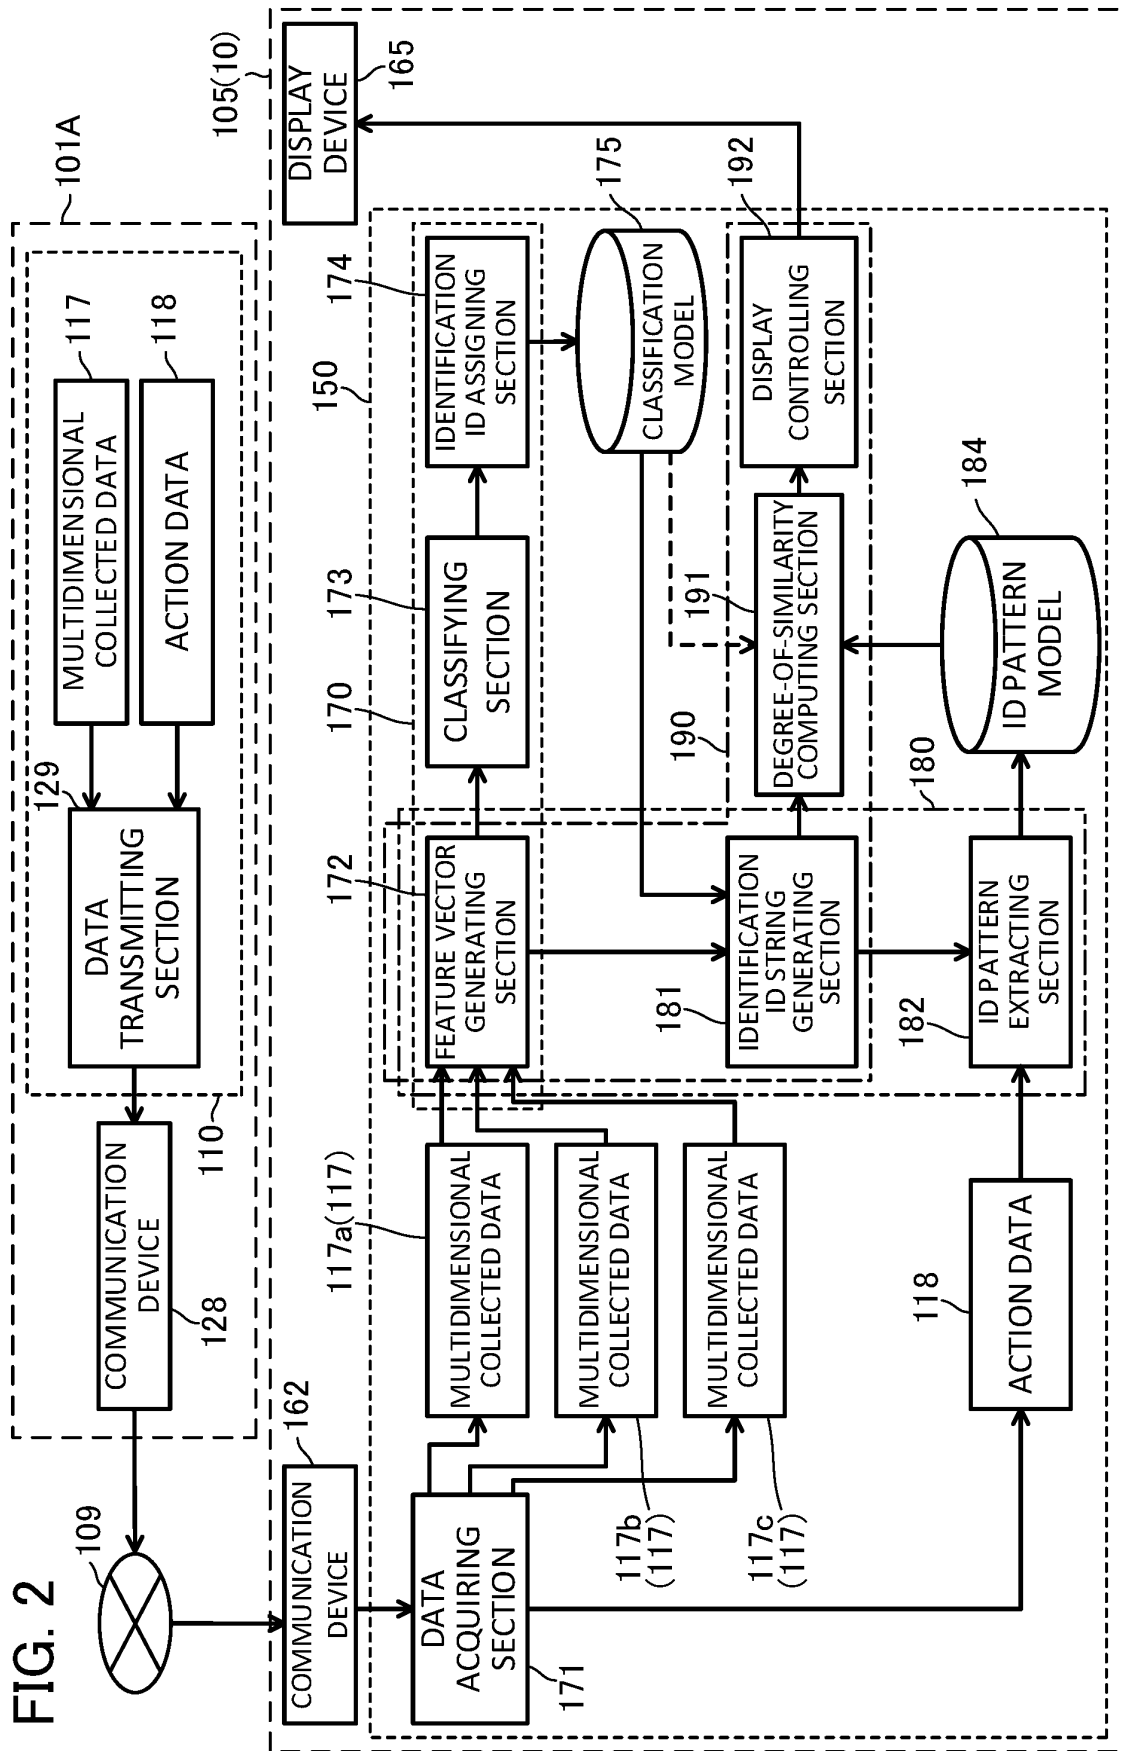 FIG. 2
101A
117
MULTIDIMENSIONAL
COLLECTED DATA
118
ACTION DATA
129
DATA
TRANSMITTING
SECTION
110
COMMUNICATION
DEVICE
128
109
105(10)
DISPLAY
DEVICE
165
162
COMMUNICATION
DEVICE
150
DATA
ACQUIRING
SECTION
171
117a(117)
MULTIDIMENSIONAL
COLLECTED DATA
MULTIDIMENSIONAL
COLLECTED DATA
117b
(117)
MULTIDIMENSIONAL
COLLECTED DATA
117c
(117)
118
ACTION DATA
170
172
FEATURE VECTOR
GENERATING
SECTION
173
CLASSIFYING
SECTION
174
IDENTIFICATION
ID ASSIGNING
SECTION
175
CLASSIFICATION
MODEL
181
IDENTIFICATION
ID STRING
GENERATING
SECTION
190
191
DEGREE-OF-SIMILARITY
COMPUTING SECTION
192
DISPLAY
CONTROLLING
SECTION
180
182
ID PATTERN
EXTRACTING
SECTION
184
ID PATTERN
MODEL